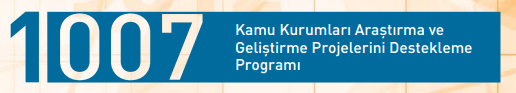 1007
Kamu Kurumları Araştırma ve
Geliştirme Projelerini Destekleme
Programı